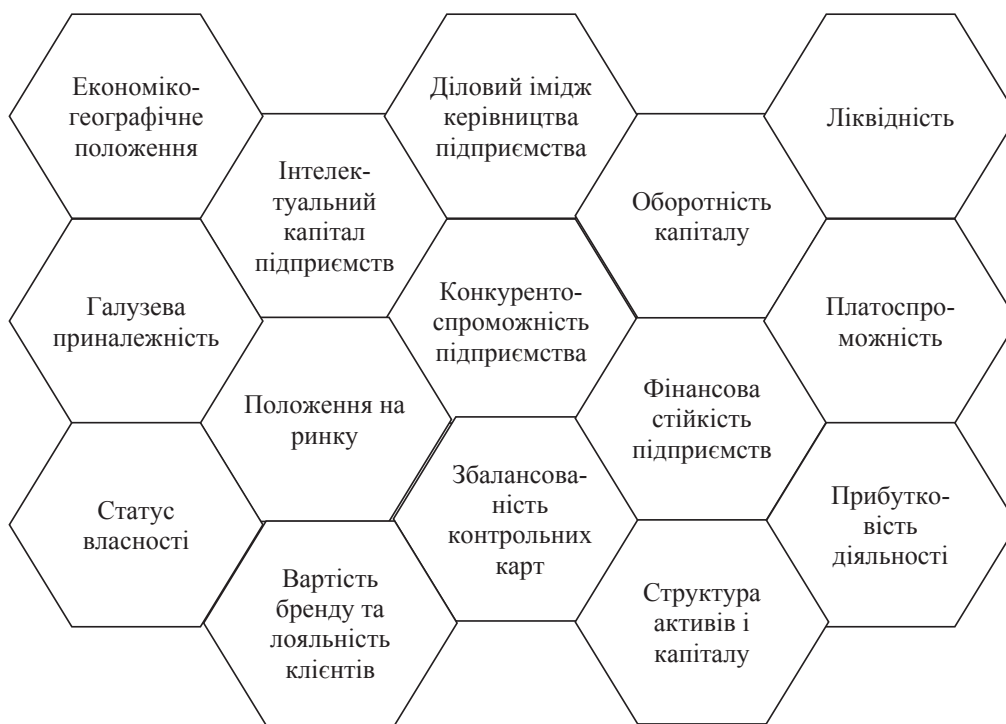 Економіко-
географічне
положення
Діловий імідж
керівництва
підприємства
Ліквідність
Інтелек-
туальний
капітал
підприємств
Оборотність
капіталу
Галузева
приналежність
Конкуренто-
спроможність
підприємства
Платоспро-
можність
Положення на
ринку
Фінансова
стійкість
підприємств
Статус
власності
Збалансова-
ність
контрольних
карт
Прибутко-
вість
діяльності
Вартість
бренду та
лояльність
клієнтів
Структура
активів і
капіталу